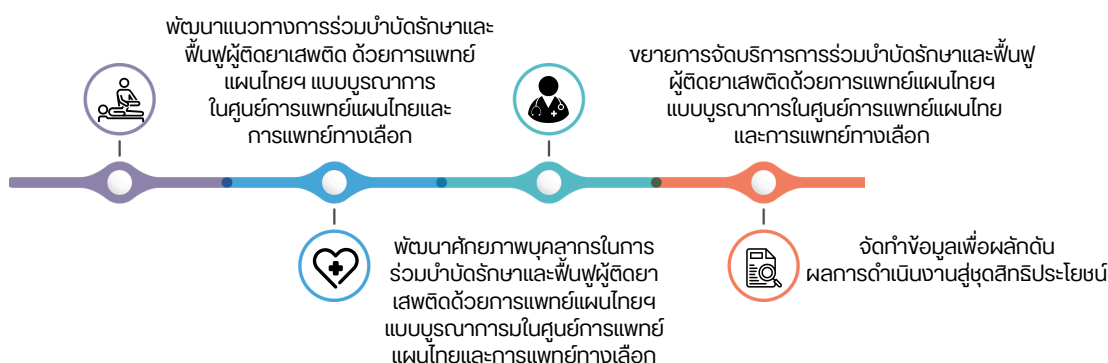 พัฒนาแนวทางการร่วมบำบัดรักษาและ
ฟื้นฟูผู้ติดยาเสพติด ด้วยการแพทย์
แผนไทยฯ แบบบูรณาการ
ในศูนย์การแพทย์แผนไทยและ
การแพทย์ทางเลือก
พัฒนาศักยภาพบุคลากรในการ
ร่วมบำบัดรักษาและฟื้นฟูผู้ติดยา
เสพติดด้วยการแพทย์แผนไทยฯ
แบบบูรณาการมในศูนย์การแพทย์
แผนไทยและการแพทย์ทางเลือก
ขยายการจัดบริการการร่วมบำบัดรักษาและฟื้นฟู
ผู้ติดยาเสพติดด้วยการแพทย์แผนไทยฯ
แบบบูรณาการในศูนย์การแพทย์แผนไทย
และการแพทย์ทางเลือก
จัดทำข้อมูลเพื่อผลักดัน
ผลการดำเนินงานสู่ชุดสิทธิประโยชน์